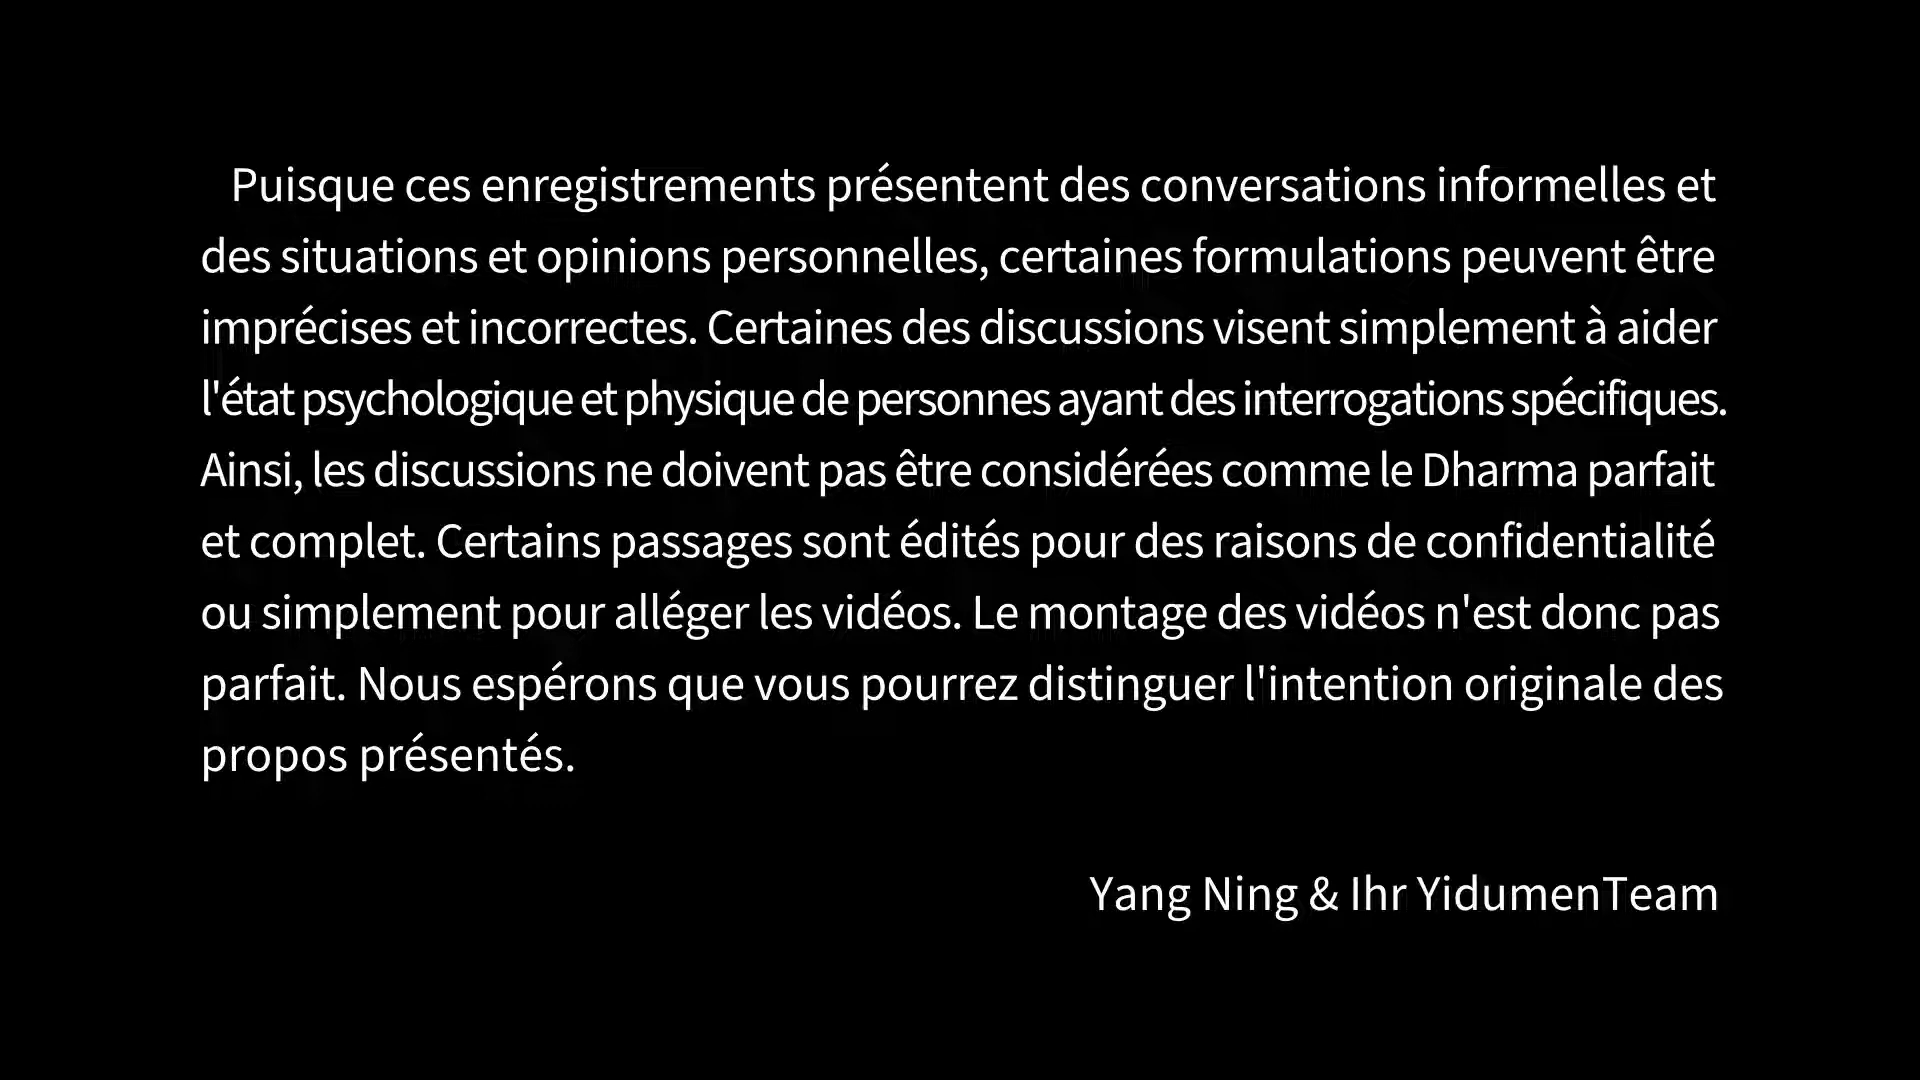 Puisque ces enregistrements présentent des conversations informelles et
des situations et opinions personnelles, certaines formulations peuvent être
imprécises et incorrectes. Certaines des discussions visent simplement à aider
l'état psychologique et physique de personnes ayant des interrogations spécifiques.
Ainsi, les discussions ne doivent pas être considérées comme le Dharma parfait
et complet. Certains passages sont édités pour des raisons de confidentialité
ou simplement pour alléger les vidéos. Le montage des vidéos n'est donc pas
parfait. Nous espérons que vous pourrez distinguer l'intention originale des
propos présentés.
Yang Ning & Ihr YidumenTeam